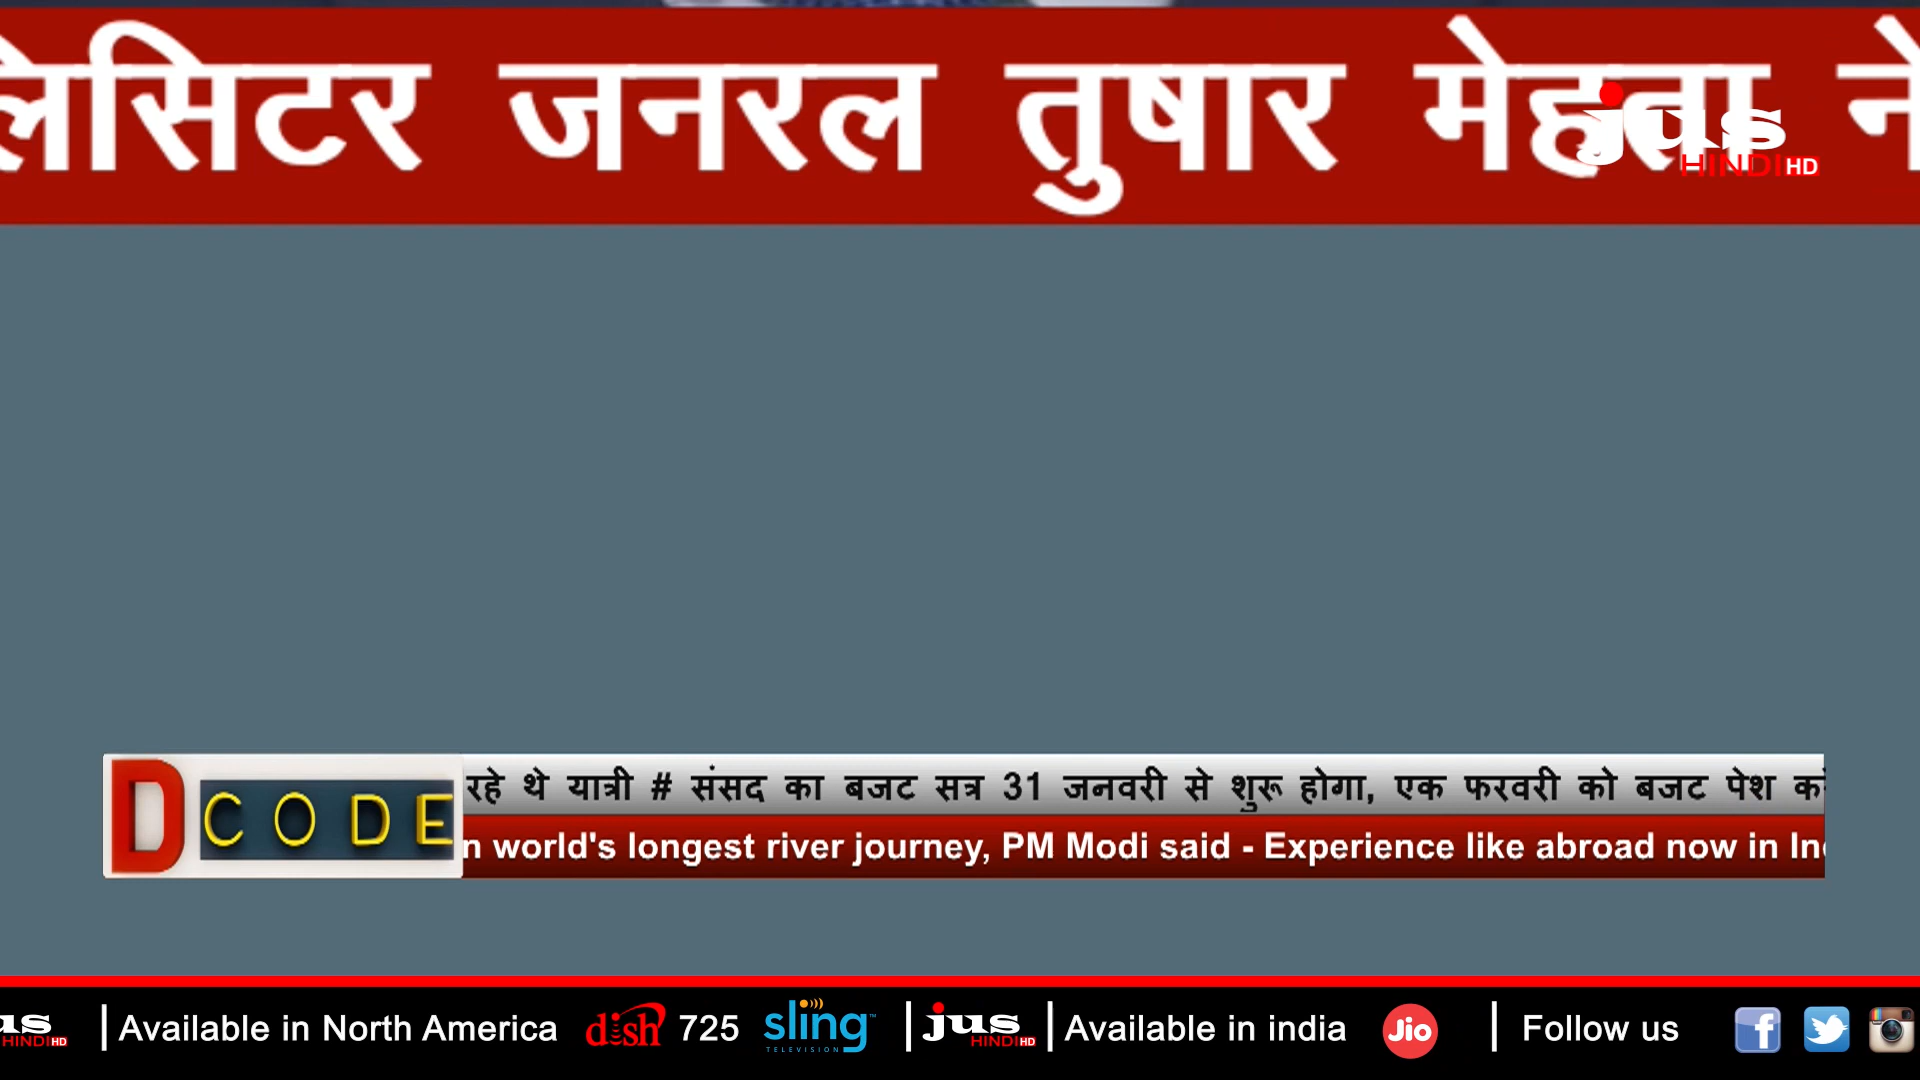 लिसिटर जनरल तुषार मेहता ने
jus
HINDI HD
रहे थे यात्री # संसद का बजट सत्र 31 जनवरी से शुरू होगा, एक फरवरी को बजट पेश
D CODE
n world's longest river journey, PM Modi said - Experience like abroad now in
us HINDI HD | Available in North America dish 725 sling TELEVISION | jus HINDI HD | Available in india Jio | Follow us